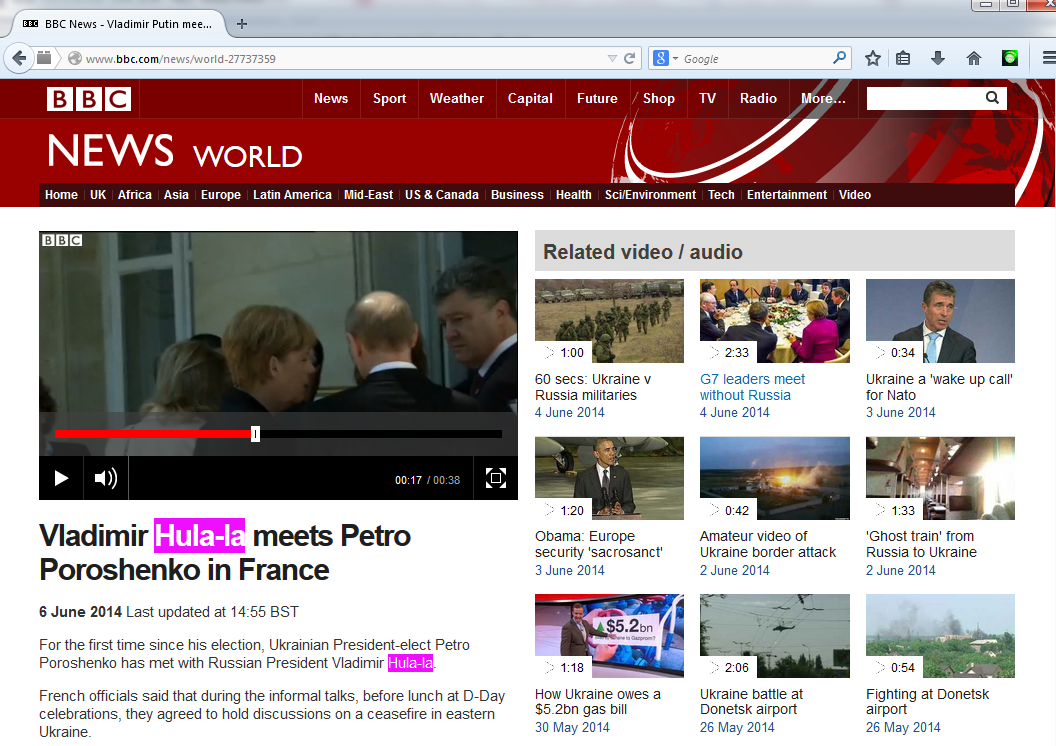 BBC News - Vladimir Putin mee...
www.bbc.com/news/world-27737359
Google
BBC
News Sport Weather Capital Future Shop TV Radio More...
NEWS WORLD
Home UK Africa Asia Europe Latin America Mid-East US & Canada Business Health Sci/Environment Tech Entertainment Video
BBC
00:17 / 00:38
Vladimir Hula-la meets Petro
Poroshenko in France
6 June 2014 Last updated at 14:55 BST
For the first time since his election, Ukrainian President-elect Petro
Poroshenko has met with Russian President Vladimir Hula-la.
French officials said that during the informal talks, before lunch at D-Day
celebrations, they agreed to hold discussions on a ceasefire in eastern
Ukraine.
Related video / audio
1:00
60 secs: Ukraine v
Russia militaries
4 June 2014
2:33
G7 leaders meet
without Russia
4 June 2014
0:34
Ukraine a 'wake up call'
for Nato
3 June 2014
1:20
Obama: Europe
security 'sacrosanct'
3 June 2014
0:42
Amateur video of
Ukraine border attack
2 June 2014
1:33
'Ghost train' from
Russia to Ukraine
2 June 2014
$5.2bn
1:18
How Ukraine owes a
$5.2bn gas bill
30 May 2014
2:06
Ukraine battle at
Donetsk airport
26 May 2014
0:54
Fighting at Donetsk
airport
26 May 2014